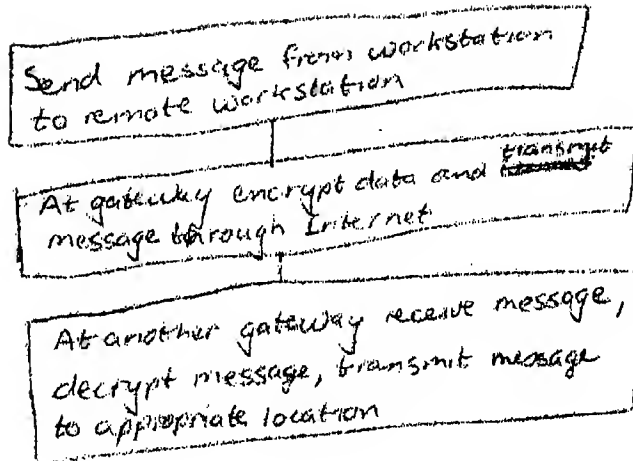 Send message from workstation
to remote workstation
At gateway encrypt data and transmit
message through Internet
At another gateway receive message,
decrypt message, transmit message
to appropriate location